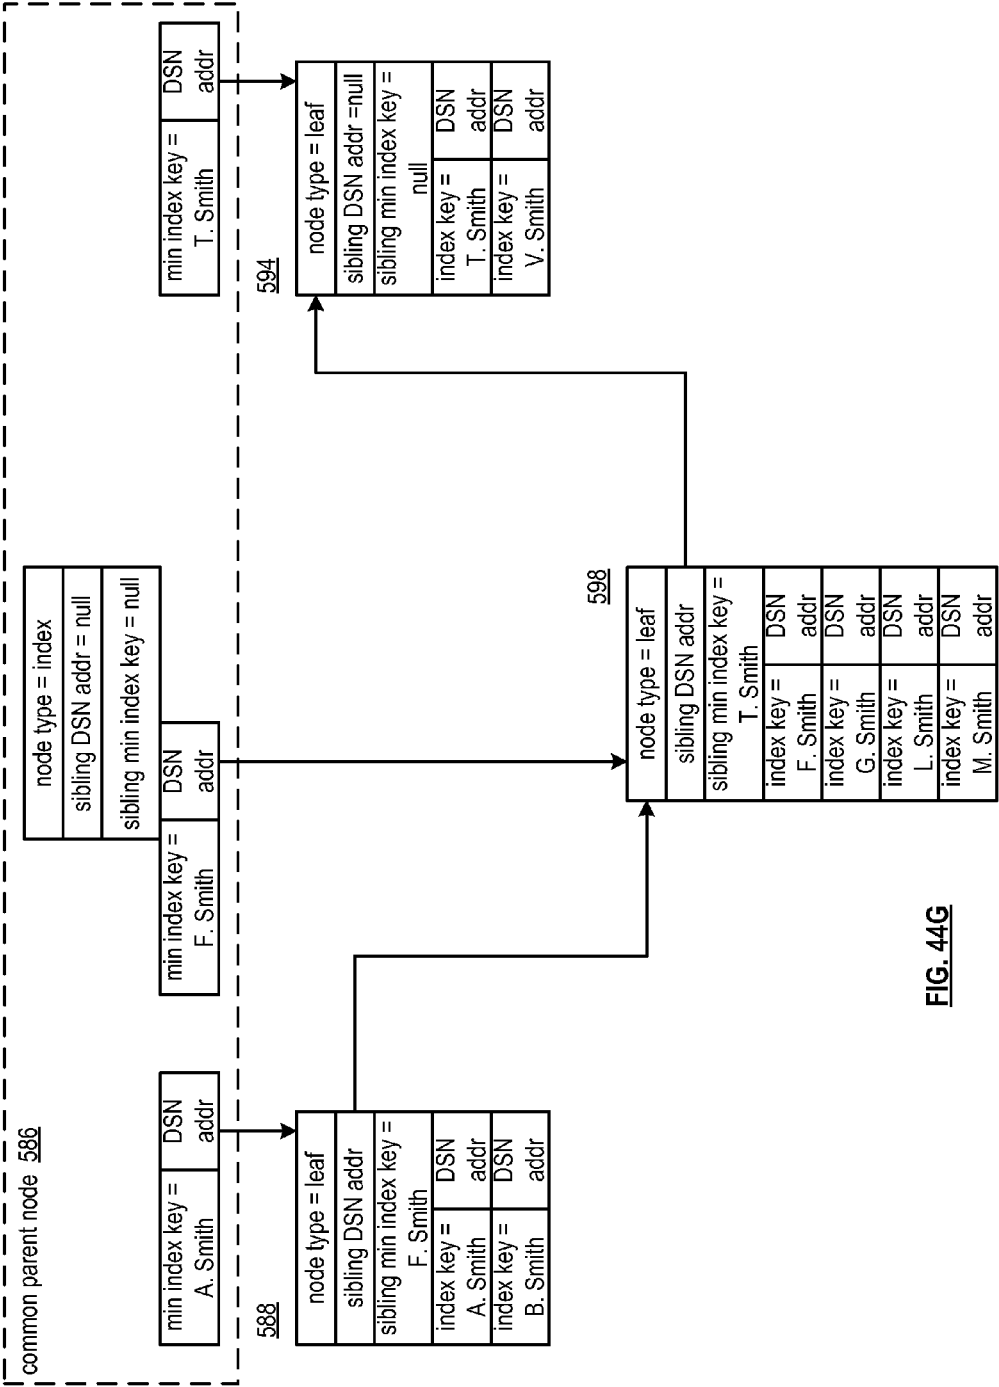 common parent node 586
node type = index
sibling DSN addr = null
sibling min index key = null
min index key =
A. Smith
DSN
addr
min index key =
F. Smith
DSN
addr
min index key =
T. Smith
DSN
addr
588
node type = leaf
sibling DSN addr
sibling min index key =
F. Smith
index key =
A. Smith
DSN
addr
index key =
B. Smith
DSN
addr
594
node type = leaf
sibling DSN addr =null
sibling min index key =
null
index key =
T. Smith
DSN
addr
index key =
V. Smith
DSN
addr
598
node type = leaf
sibling DSN addr
sibling min index key =
T. Smith
index key =
F. Smith
DSN
addr
index key =
G. Smith
DSN
addr
index key =
L. Smith
DSN
addr
index key =
M. Smith
DSN
addr
FIG. 44G